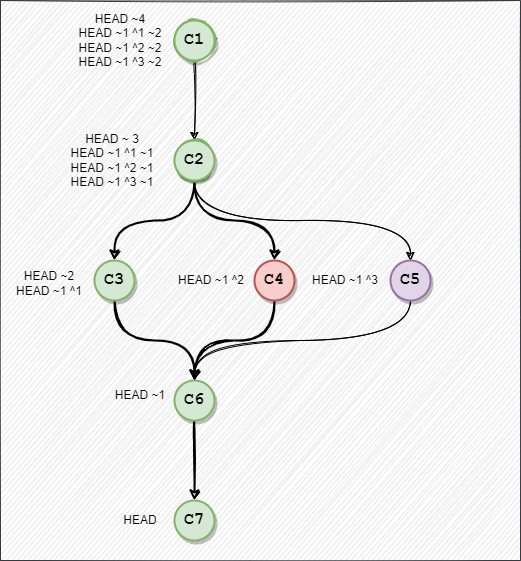 HEAD ~4
HEAD ~1 ^1 ~2
HEAD ~1 ^2 ~2
HEAD ~1 ^3 ~2
C1
HEAD ~ 3
HEAD ~1 ^1 ~1
HEAD ~1 ^2 ~1
HEAD ~1 ^3 ~1
C2
HEAD ~2
HEAD ~1 ^1
C3
HEAD ~1 ^2
C4
HEAD ~1 ^3
C5
HEAD ~1
C6
HEAD
C7